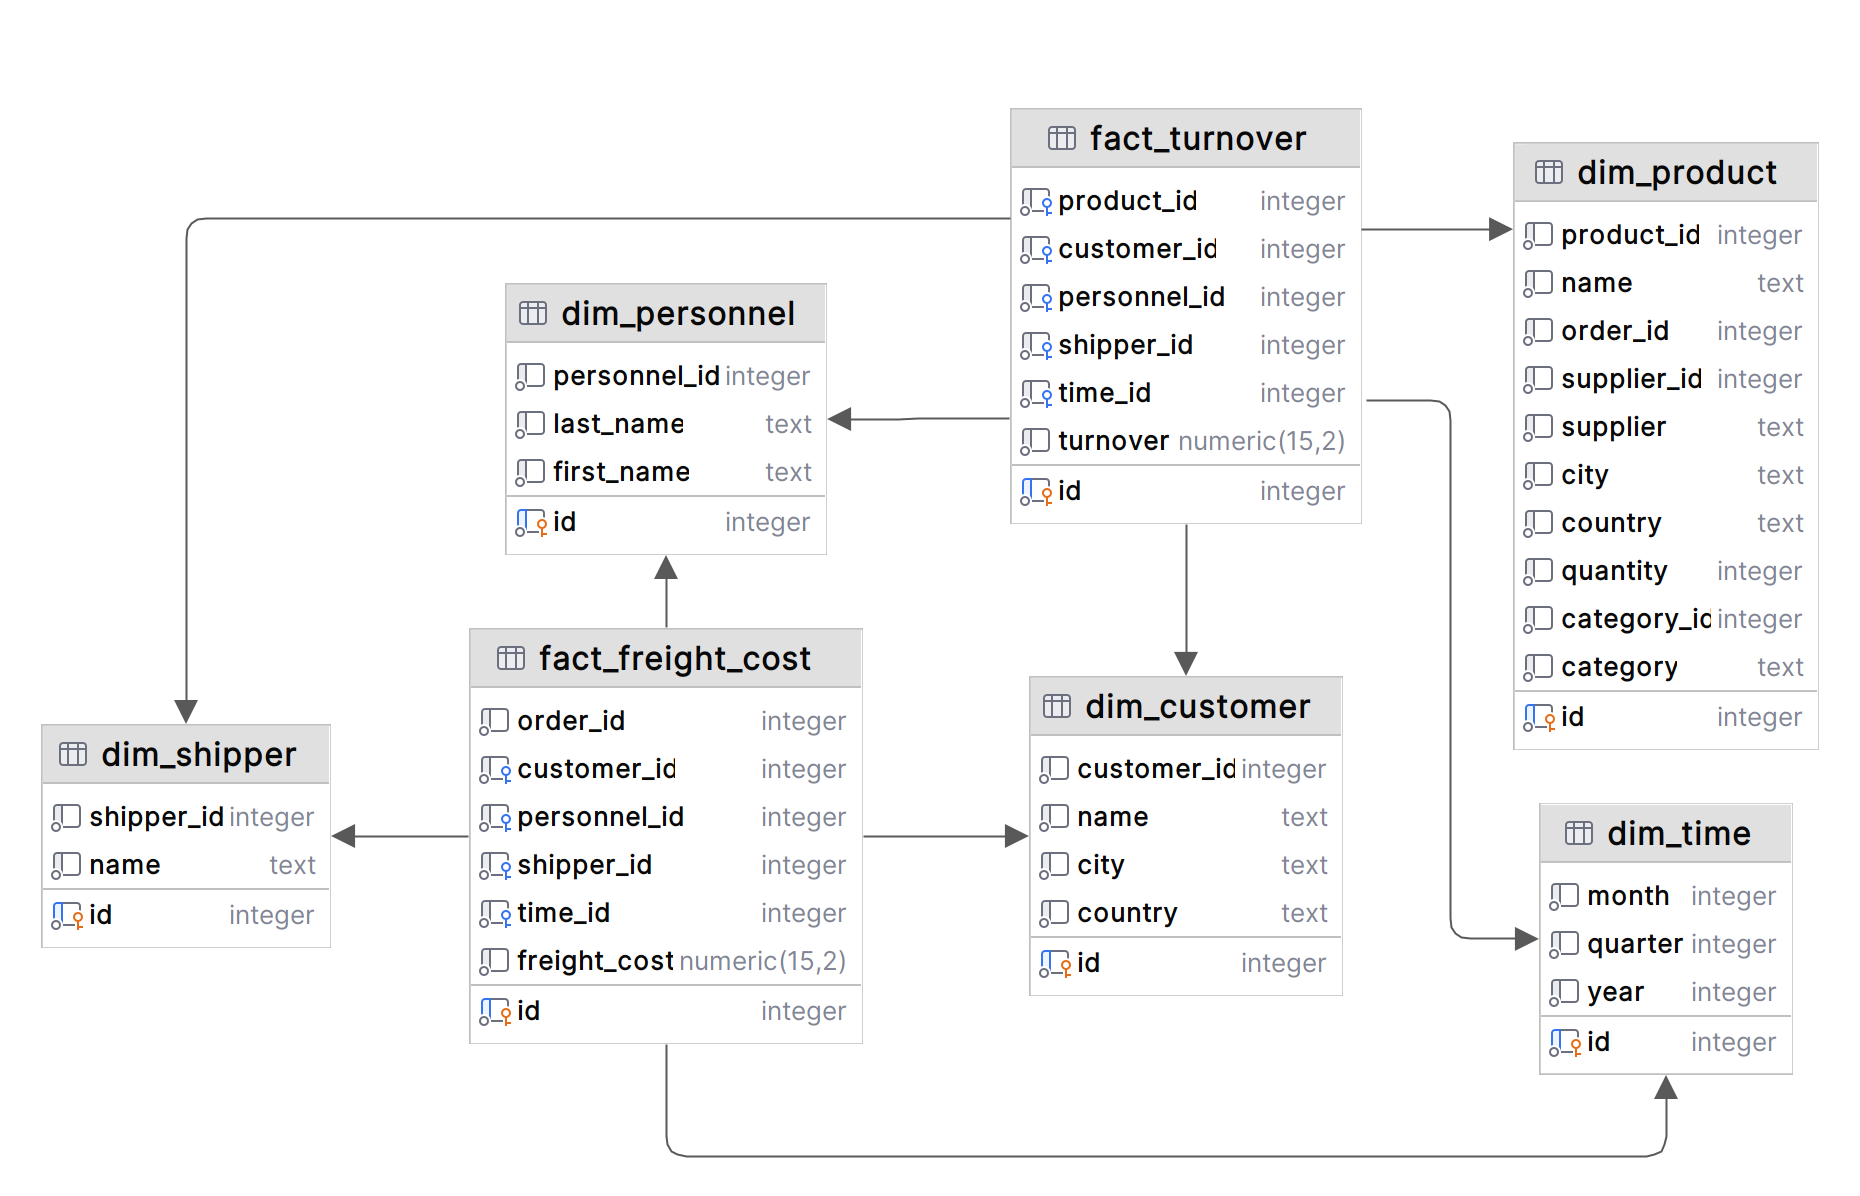 fact_turnover
product_id integer
customer_id integer
personnel_id integer
shipper_id integer
time_id integer
turnover numeric(15,2)
id integer
dim_product
product_id integer
name text
order_id integer
supplier_id integer
supplier text
city text
country text
quantity integer
category_id integer
category text
id integer
dim_personnel
personnel_id integer
last_name text
first_name text
id integer
fact_freight_cost
order_id integer
customer_id integer
personnel_id integer
shipper_id integer
time_id integer
freight_cost numeric(15,2)
id integer
dim_customer
customer_id integer
name text
city text
country text
id integer
dim_shipper
shipper_id integer
name text
id integer
dim_time
month integer
quarter integer
year integer
id integer